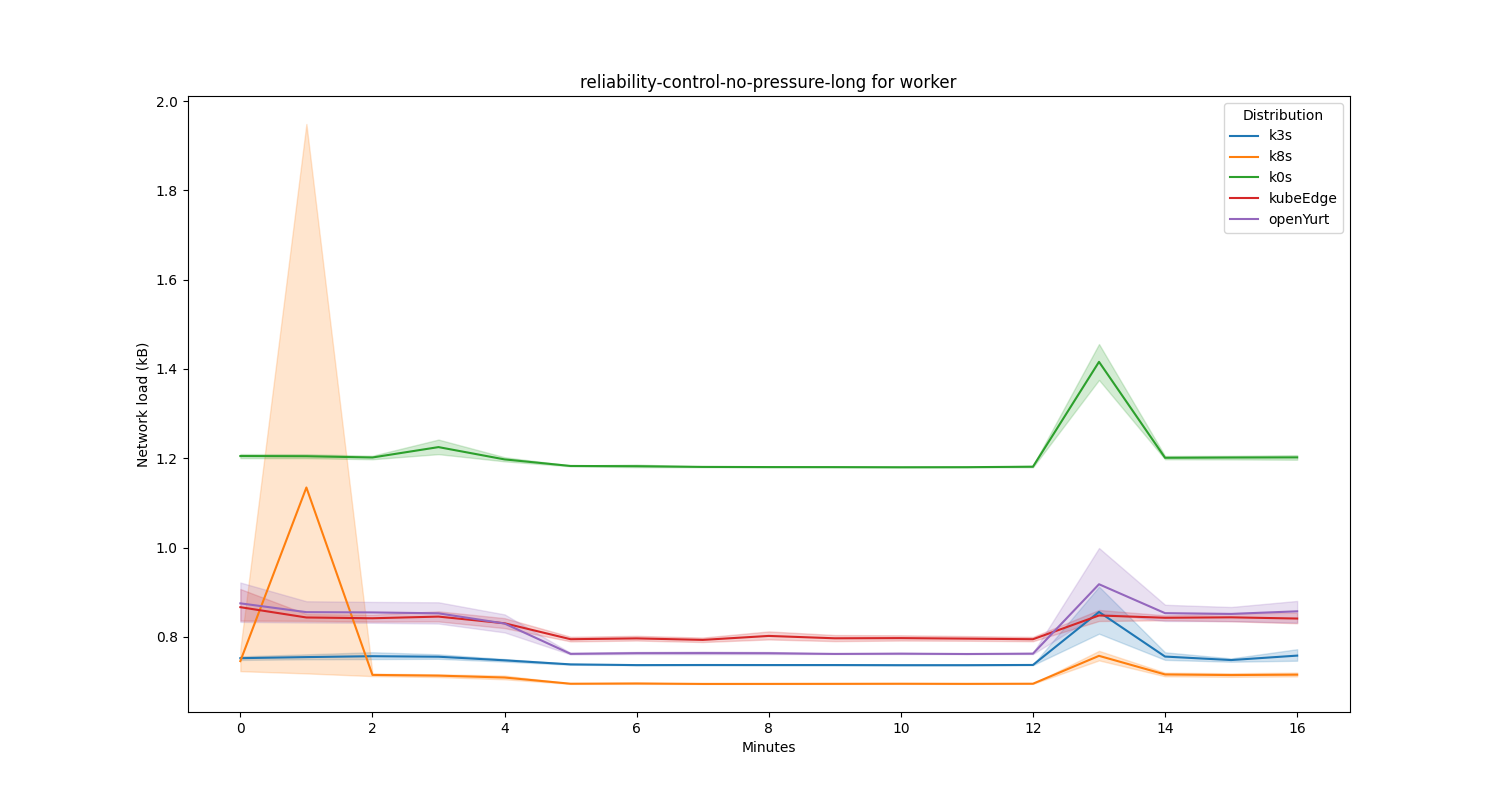 reliability-control-no-pressure-long for worker
Distribution
k3s
k8s
k0s
kubeEdge
openYurt
Network load (kB)
2.0
1.8
1.6
1.4
1.2
1.0
0.8
0 2 4 6 8 10 12 14 16
Minutes